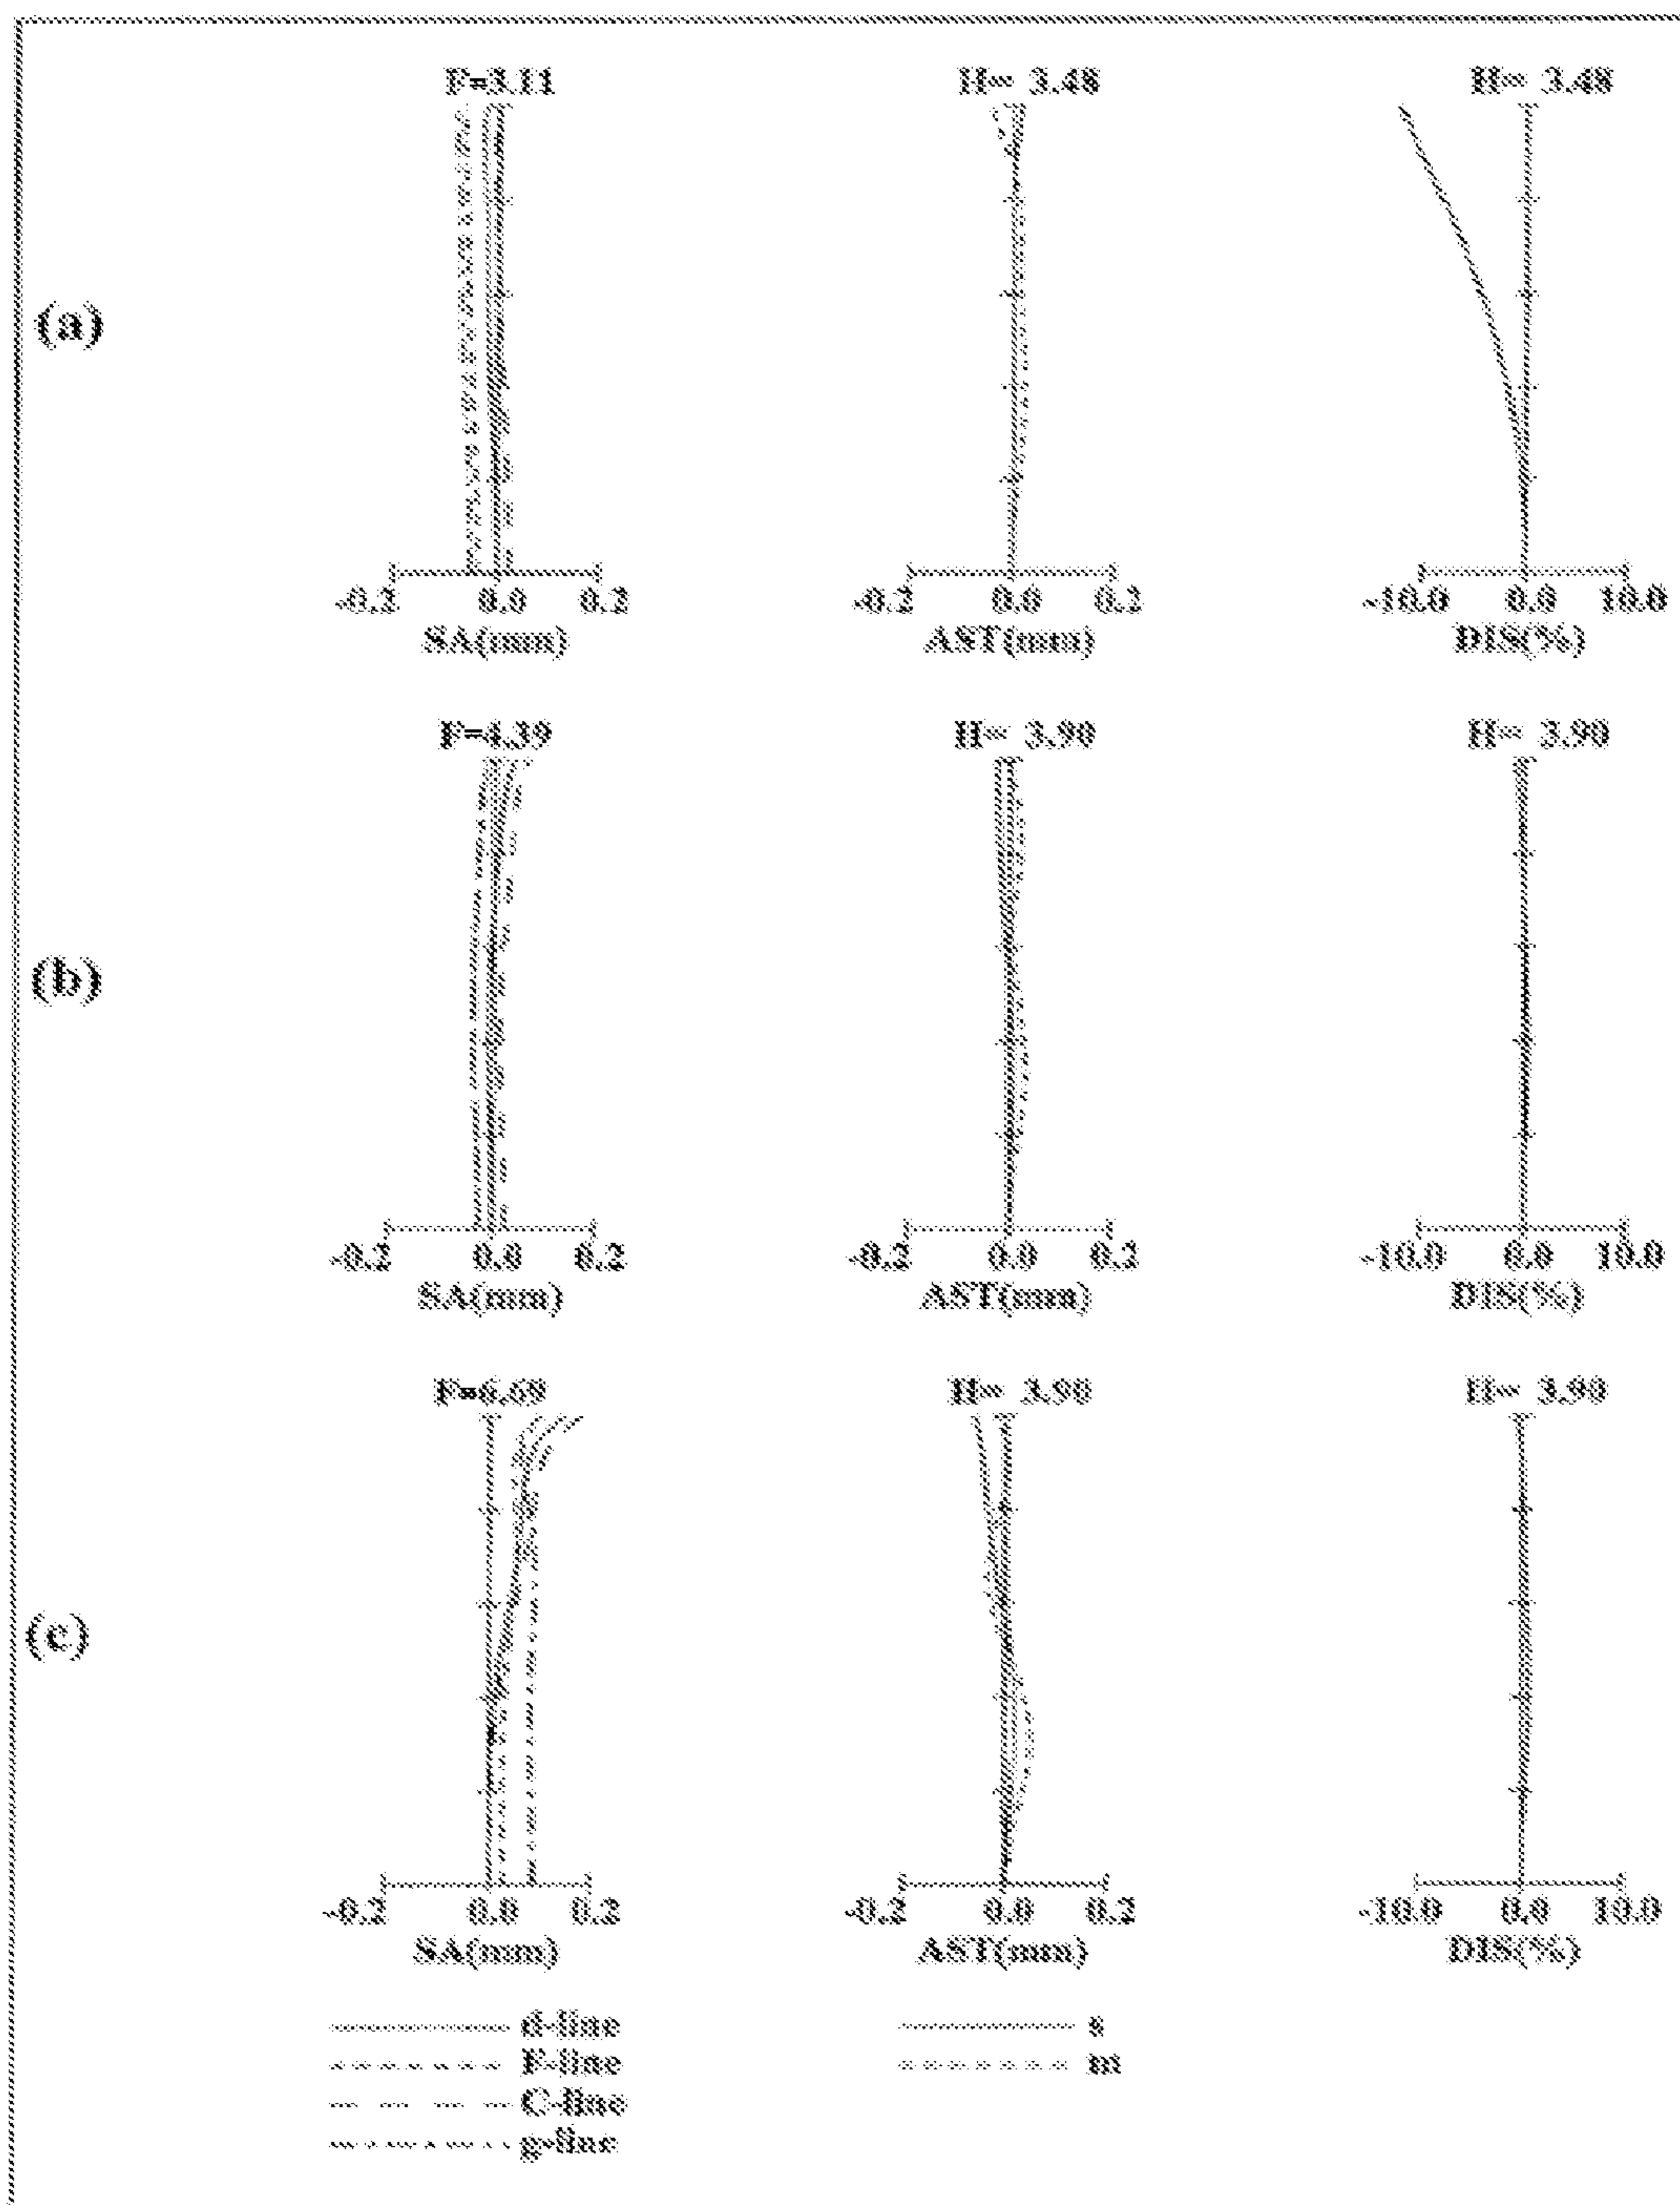 F=3.11 H= 3.48 H= 3.48
(a)
-0.2 0.0 0.2 -0.2 0.0 0.2 -10.0 0.0 10.0
SA(mm) AST(mm) DIS(%)
F=4.39 H= 3.90 H= 3.90
(b)
-0.2 0.0 0.2 -0.2 0.0 0.2 -10.0 0.0 10.0
SA(mm) AST(mm) DIS(%)
F=6.69 H= 3.90 H= 3.90
(c)
-0.2 0.0 0.2 -0.2 0.0 0.2 -10.0 0.0 10.0
SA(mm) AST(mm) DIS(%)
d-line s
F-line m
C-line
g-line